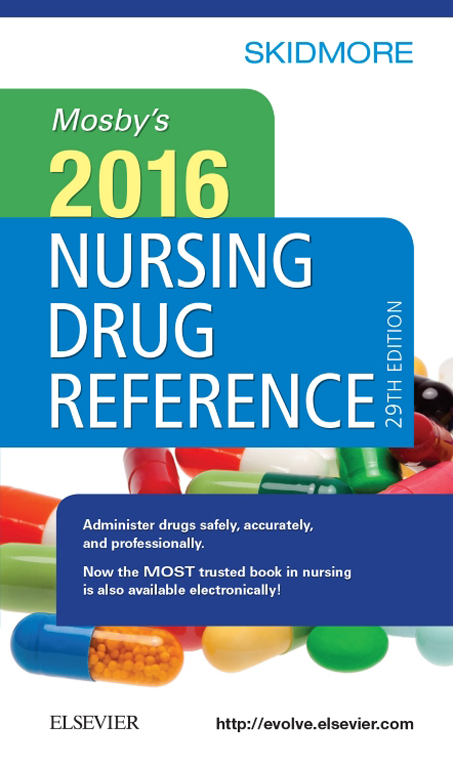 SKIDMORE
Mosby's
2016
NURSING
DRUG
REFERENCE
29TH EDITION
Administer drugs safely, accurately,
and professionally.
Now the MOST trusted book in nursing
is also available electronically!
ELSEVIER
http://evolve.elsevier.com